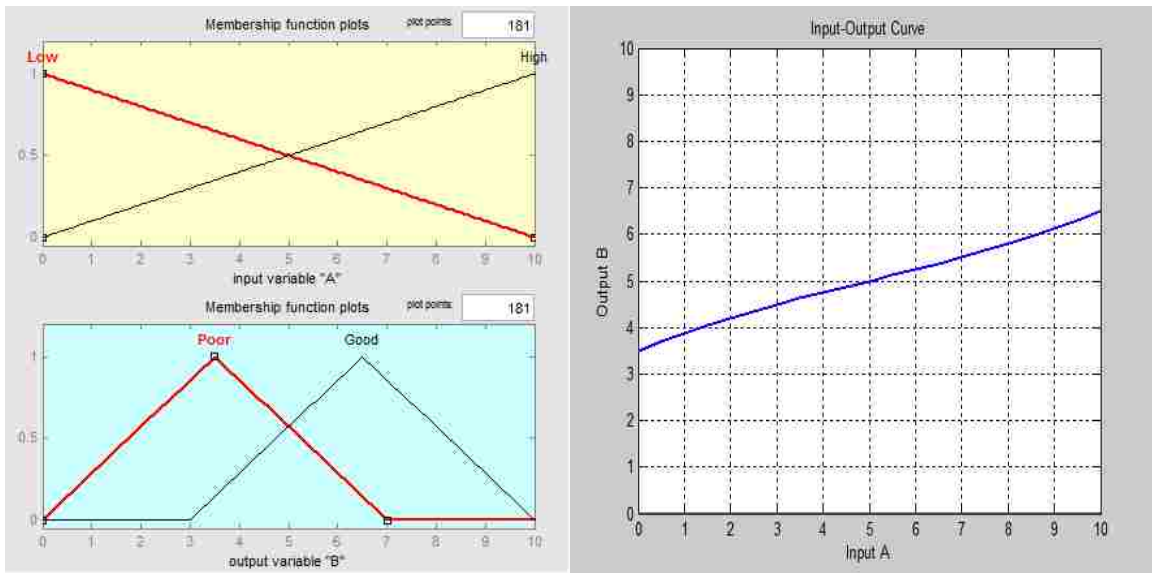 Membership function plots plot points: 181
Low High
1
0.5
0
0 1 2 3 4 5 6 7 8 9 10
input variable "A"
Membership function plots plot points: 181
Poor Good
1
0.5
0
0 1 2 3 4 5 6 7 8 9 10
output variable "B"
Input-Output Curve
10
9
8
7
6
5
4
3
2
1
0
Output B
0 1 2 3 4 5 6 7 8 9 10
Input A